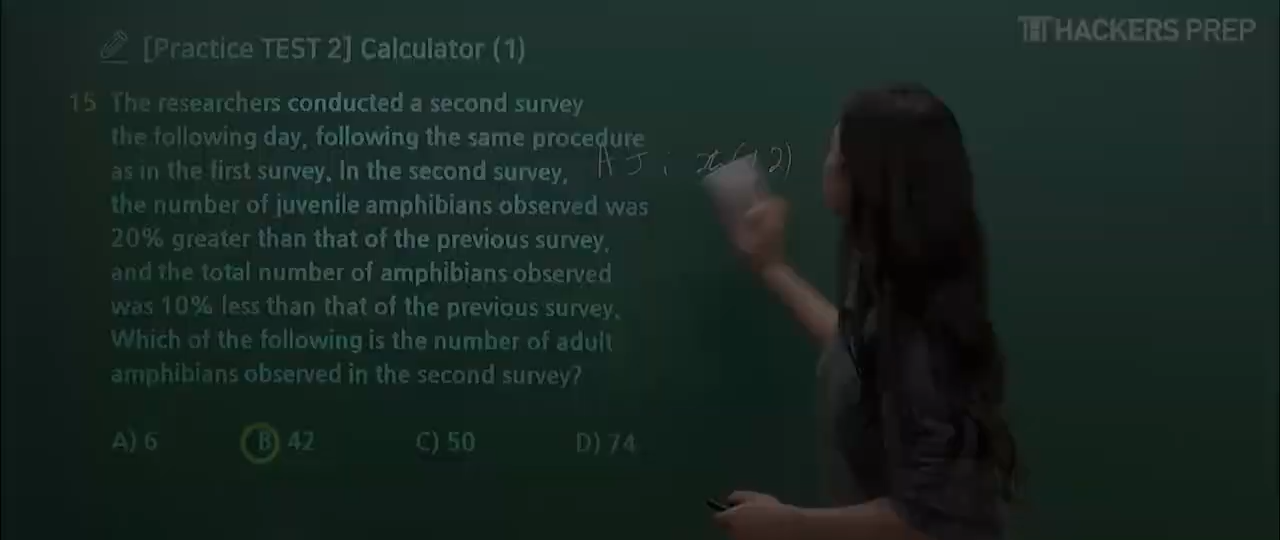 HACKERS PREP
[Practice TEST 2] Calculator (1)
15 The researchers conducted a second survey
the following day, following the same procedure
as in the first survey. In the second survey,
the number of juvenile amphibians observed was
20% greater than that of the previous survey,
and the total number of amphibians observed
was 10% less than that of the previous survey.
Which of the following is the number of adult
amphibians observed in the second survey?
A) 6 B) 42 C) 50 D) 74
A J :